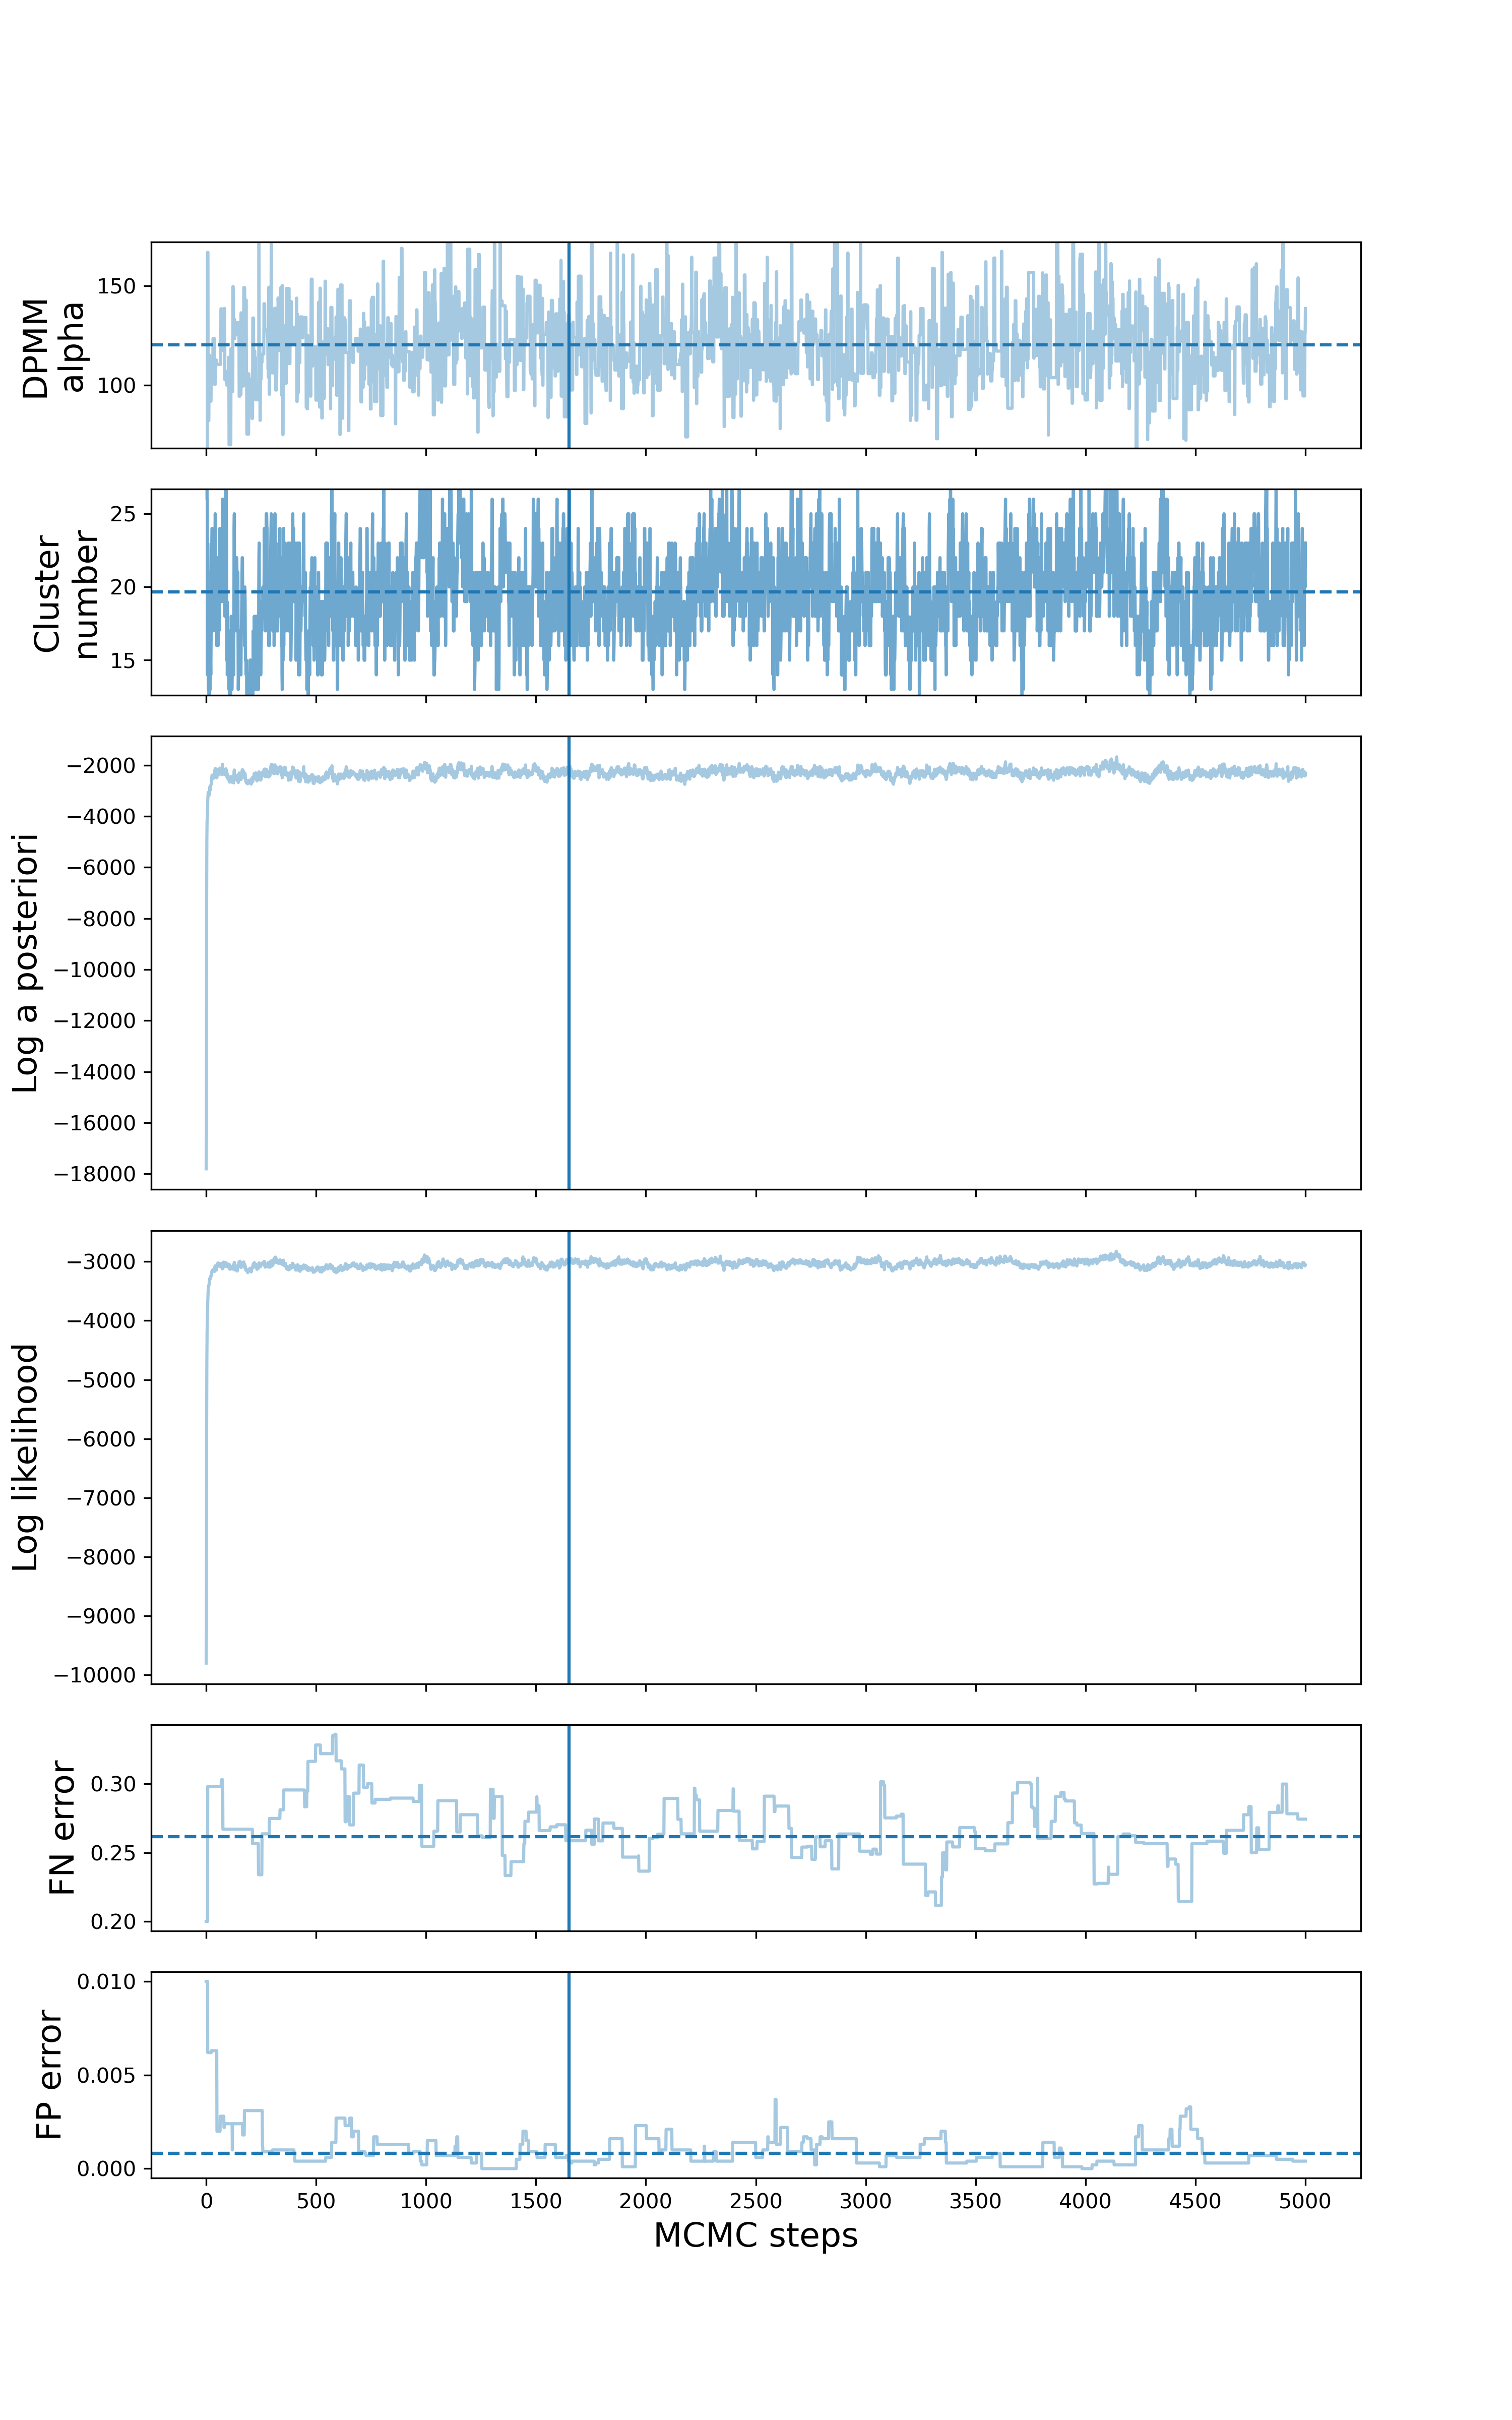 DPMM
alpha
150
100
Cluster
number
25
20
15
Log a posteriori
−2000
−4000
−6000
−8000
−10000
−12000
−14000
−16000
−18000
Log likelihood
−3000
−4000
−5000
−6000
−7000
−8000
−9000
−10000
FN error
0.30
0.25
0.20
FP error
0.010
0.005
0.000
0 500 1000 1500 2000 2500 3000 3500 4000 4500 5000
MCMC steps